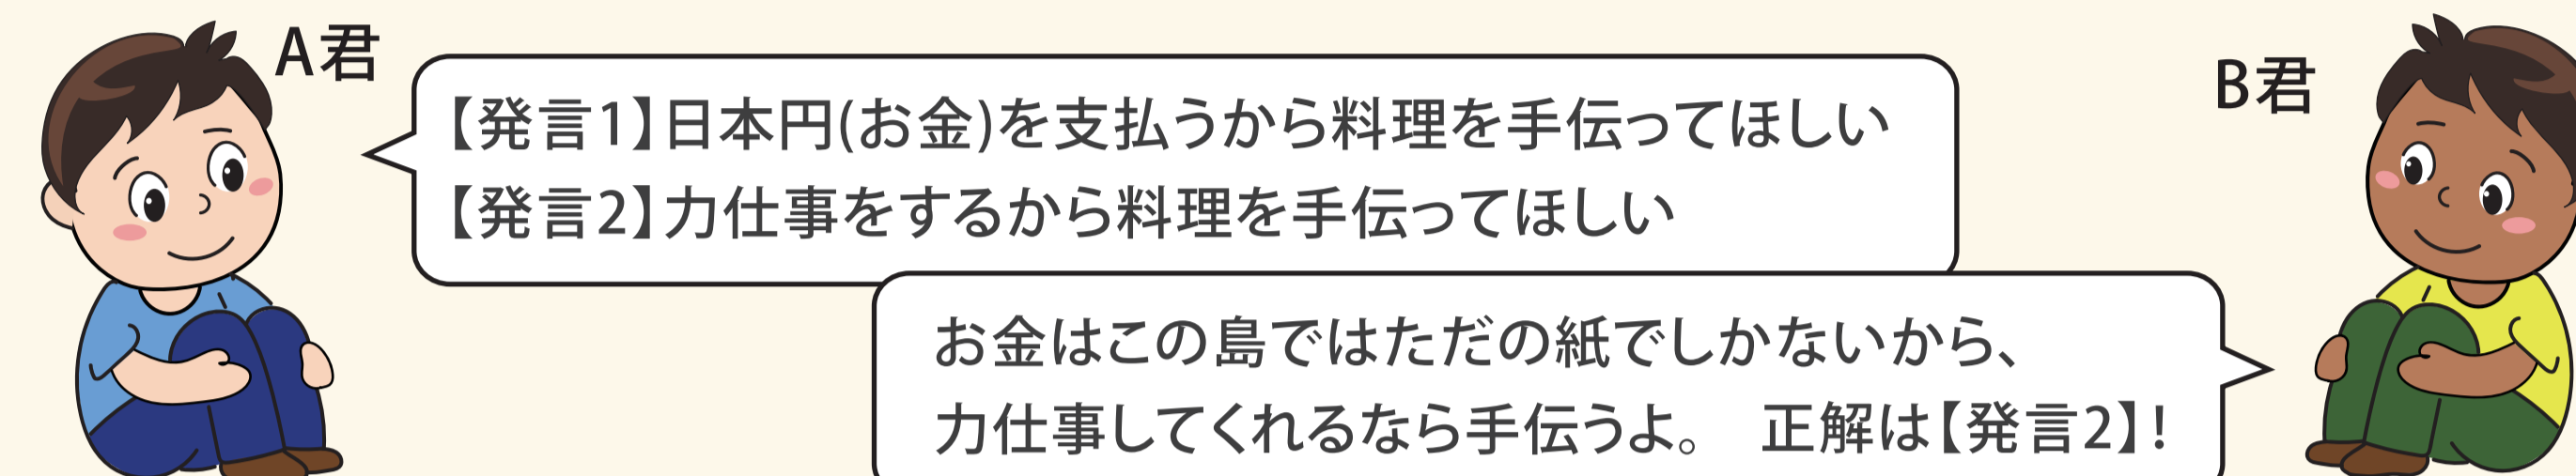 A君
【発言1】日本円(お金)を支払うから料理を手伝ってほしい
【発言2】力仕事をするから料理を手伝ってほしい
B君
お金はこの島ではただの紙でしかないから、
力仕事してくれるなら手伝うよ。　正解は【発言2】!